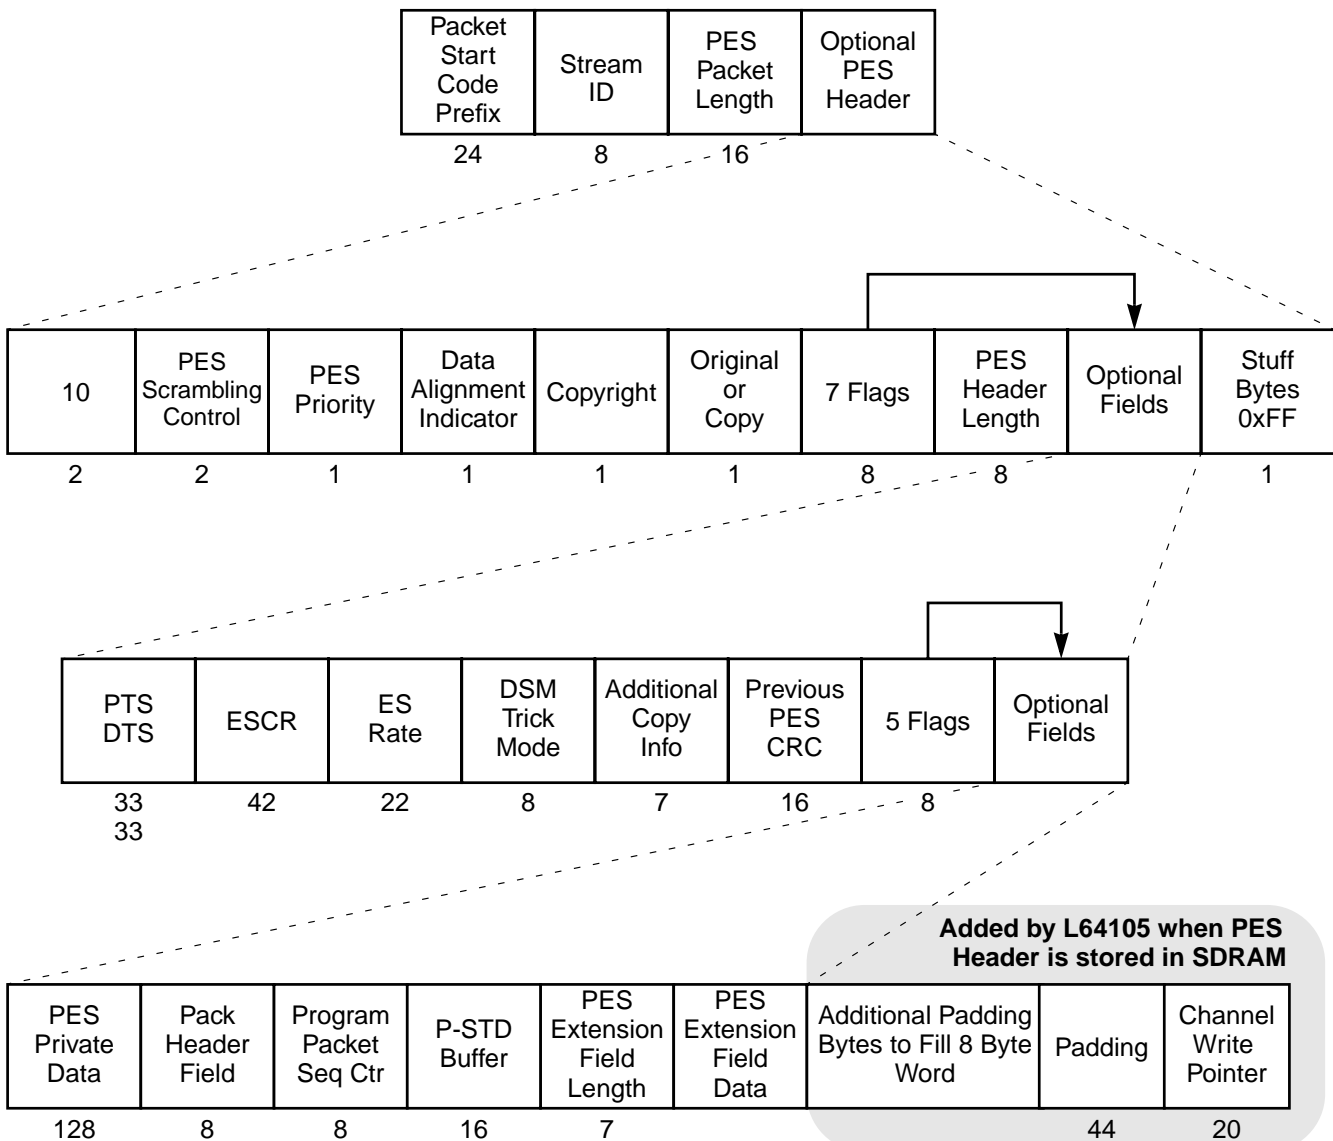 Packet
Start
Code
Prefix
Stream
ID
PES
Packet
Length
Optional
PES
Header
24
8
16
10
PES
Scrambling
Control
PES
Priority
Data
Alignment
Indicator
Copyright
Original
or
Copy
7 Flags
PES
Header
Length
Optional
Fields
Stuff
Bytes
0xFF
2
2
1
1
1
1
8
8
1
PTS
DTS
ESCR
ES
Rate
DSM
Trick
Mode
Additional
Copy
Info
Previous
PES
CRC
5 Flags
Optional
Fields
33
33
42
22
8
7
16
8
Added by L64105 when PES
Header is stored in SDRAM
PES
Private
Data
Pack
Header
Field
Program
Packet
Seq Ctr
P-STD
Buffer
PES
Extension
Field
Length
PES
Extension
Field
Data
Additional Padding
Bytes to Fill 8 Byte
Word
Padding
Channel
Write
Pointer
128
8
8
16
7
44
20